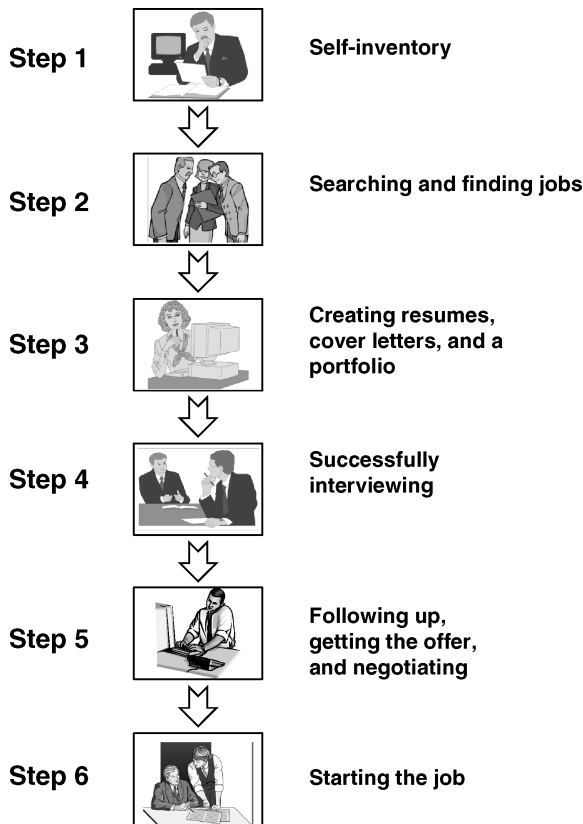 Step 1
Self-inventory
Step 2
Searching and finding jobs
Step 3
Creating resumes,
cover letters, and a
portfolio
Step 4
Successfully
interviewing
Step 5
Following up,
getting the offer,
and negotiating
Step 6
Starting the job